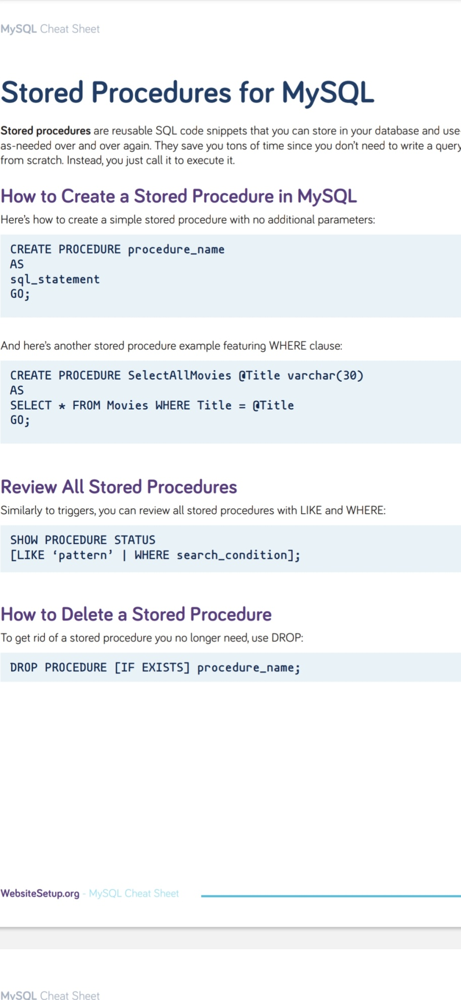 MySQL Cheat Sheet
Stored Procedures for MySQL
Stored procedures are reusable SQL code snippets that you can store in your database and use-
as-needed over and over again. They save you tons of time since you don't need to write a query
from scratch. Instead, you just call it to execute it.
How to Create a Stored Procedure in MySQL
Here's how to create a simple stored procedure with no additional parameters:
CREATE PROCEDURE procedure_name
AS
sql_statement
GO;
And here's another stored procedure example featuring WHERE clause:
CREATE PROCEDURE SelectAllMovies @Title varchar(30)
AS
SELECT * FROM Movies WHERE Title = @Title
GO;
Review All Stored Procedures
Similarly to triggers, you can review all stored procedures with LIKE and WHERE:
SHOW PROCEDURE STATUS
[LIKE ‘pattern’ | WHERE search_condition];
How to Delete a Stored Procedure
To get rid of a stored procedure you no longer need, use DROP:
DROP PROCEDURE [IF EXISTS] procedure_name;
WebsiteSetup.org - MySQL Cheat Sheet
MySQL Cheat Sheet